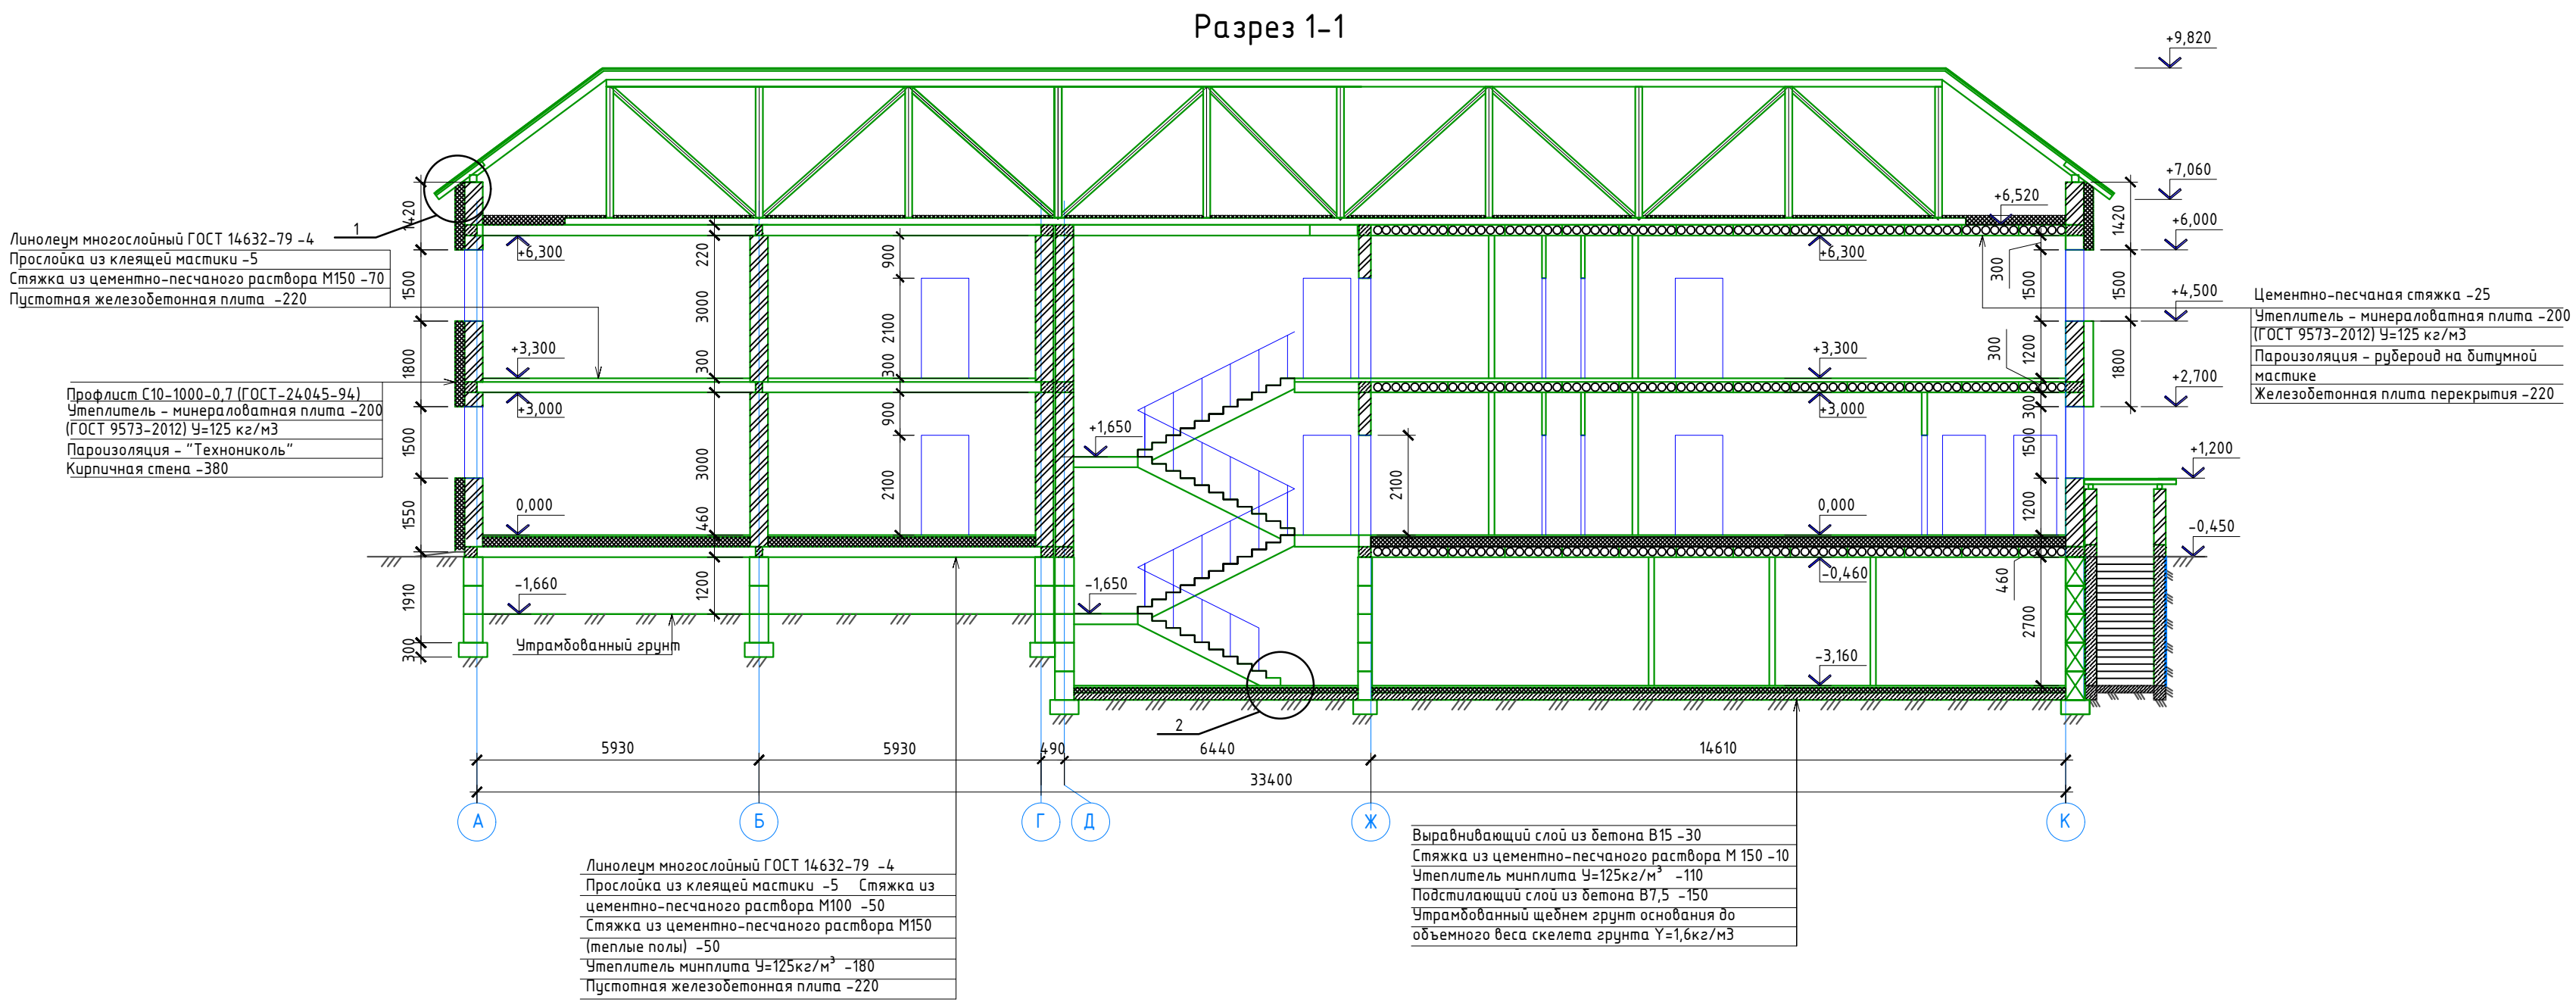 Разрез 1-1
+9,820
+7,060
+6,520
+6,000
1
1420
Линолеум многослойный ГОСТ 14632-79 -4
Прослойка из клеящей мастики -5
Стяжка из цементно-песчаного раствора М150 -70
Пустотная железобетонная плита -220
1500
1800
1500
1550
1910
300
Профлист С10-1000-0,7 (ГОСТ-24045-94)
Утеплитель - минераловатная плита -200
(ГОСТ 9573-2012) У=125 кг/м3
Пароизоляция - "Технониколь"
Кирпичная стена -380
+6,300
+3,300
+3,000
0,000
-1,660
220
3000
300
3000
460
1200
900
2100
300
900
2100
Утрамбованный грунт
+1,650
-1,650
2
2100
+6,300
+3,300
+3,000
0,000
-0,460
-3,160
300
1500
300
1200
300
1500
1200
460
2700
1420
1500
1800
+4,500
+2,700
+1,200
-0,450
Цементно-песчаная стяжка -25
Утеплитель - минераловатная плита -200
(ГОСТ 9573-2012) У=125 кг/м3
Пароизоляция - рубероид на битумной
мастике
Железобетонная плита перекрытия -220
5930
5930
490
6440
14610
33400
А
Б
Г
Д
Ж
К
Линолеум многослойный ГОСТ 14632-79 -4
Прослойка из клеящей мастики -5 Стяжка из
цементно-песчаного раствора М100 -50
Стяжка из цементно-песчаного раствора М150
(теплые полы) -50
Утеплитель минплита У=125кг/м³ -180
Пустотная железобетонная плита -220
Выравнивающий слой из бетона В15 -30
Стяжка из цементно-песчаного раствора М 150 -10
Утеплитель минплита У=125кг/м³ -110
Подстилающий слой из бетона В7,5 -150
Утрамбованный щебнем грунт основания до
объемного веса скелета грунта Y=1,6кг/м3